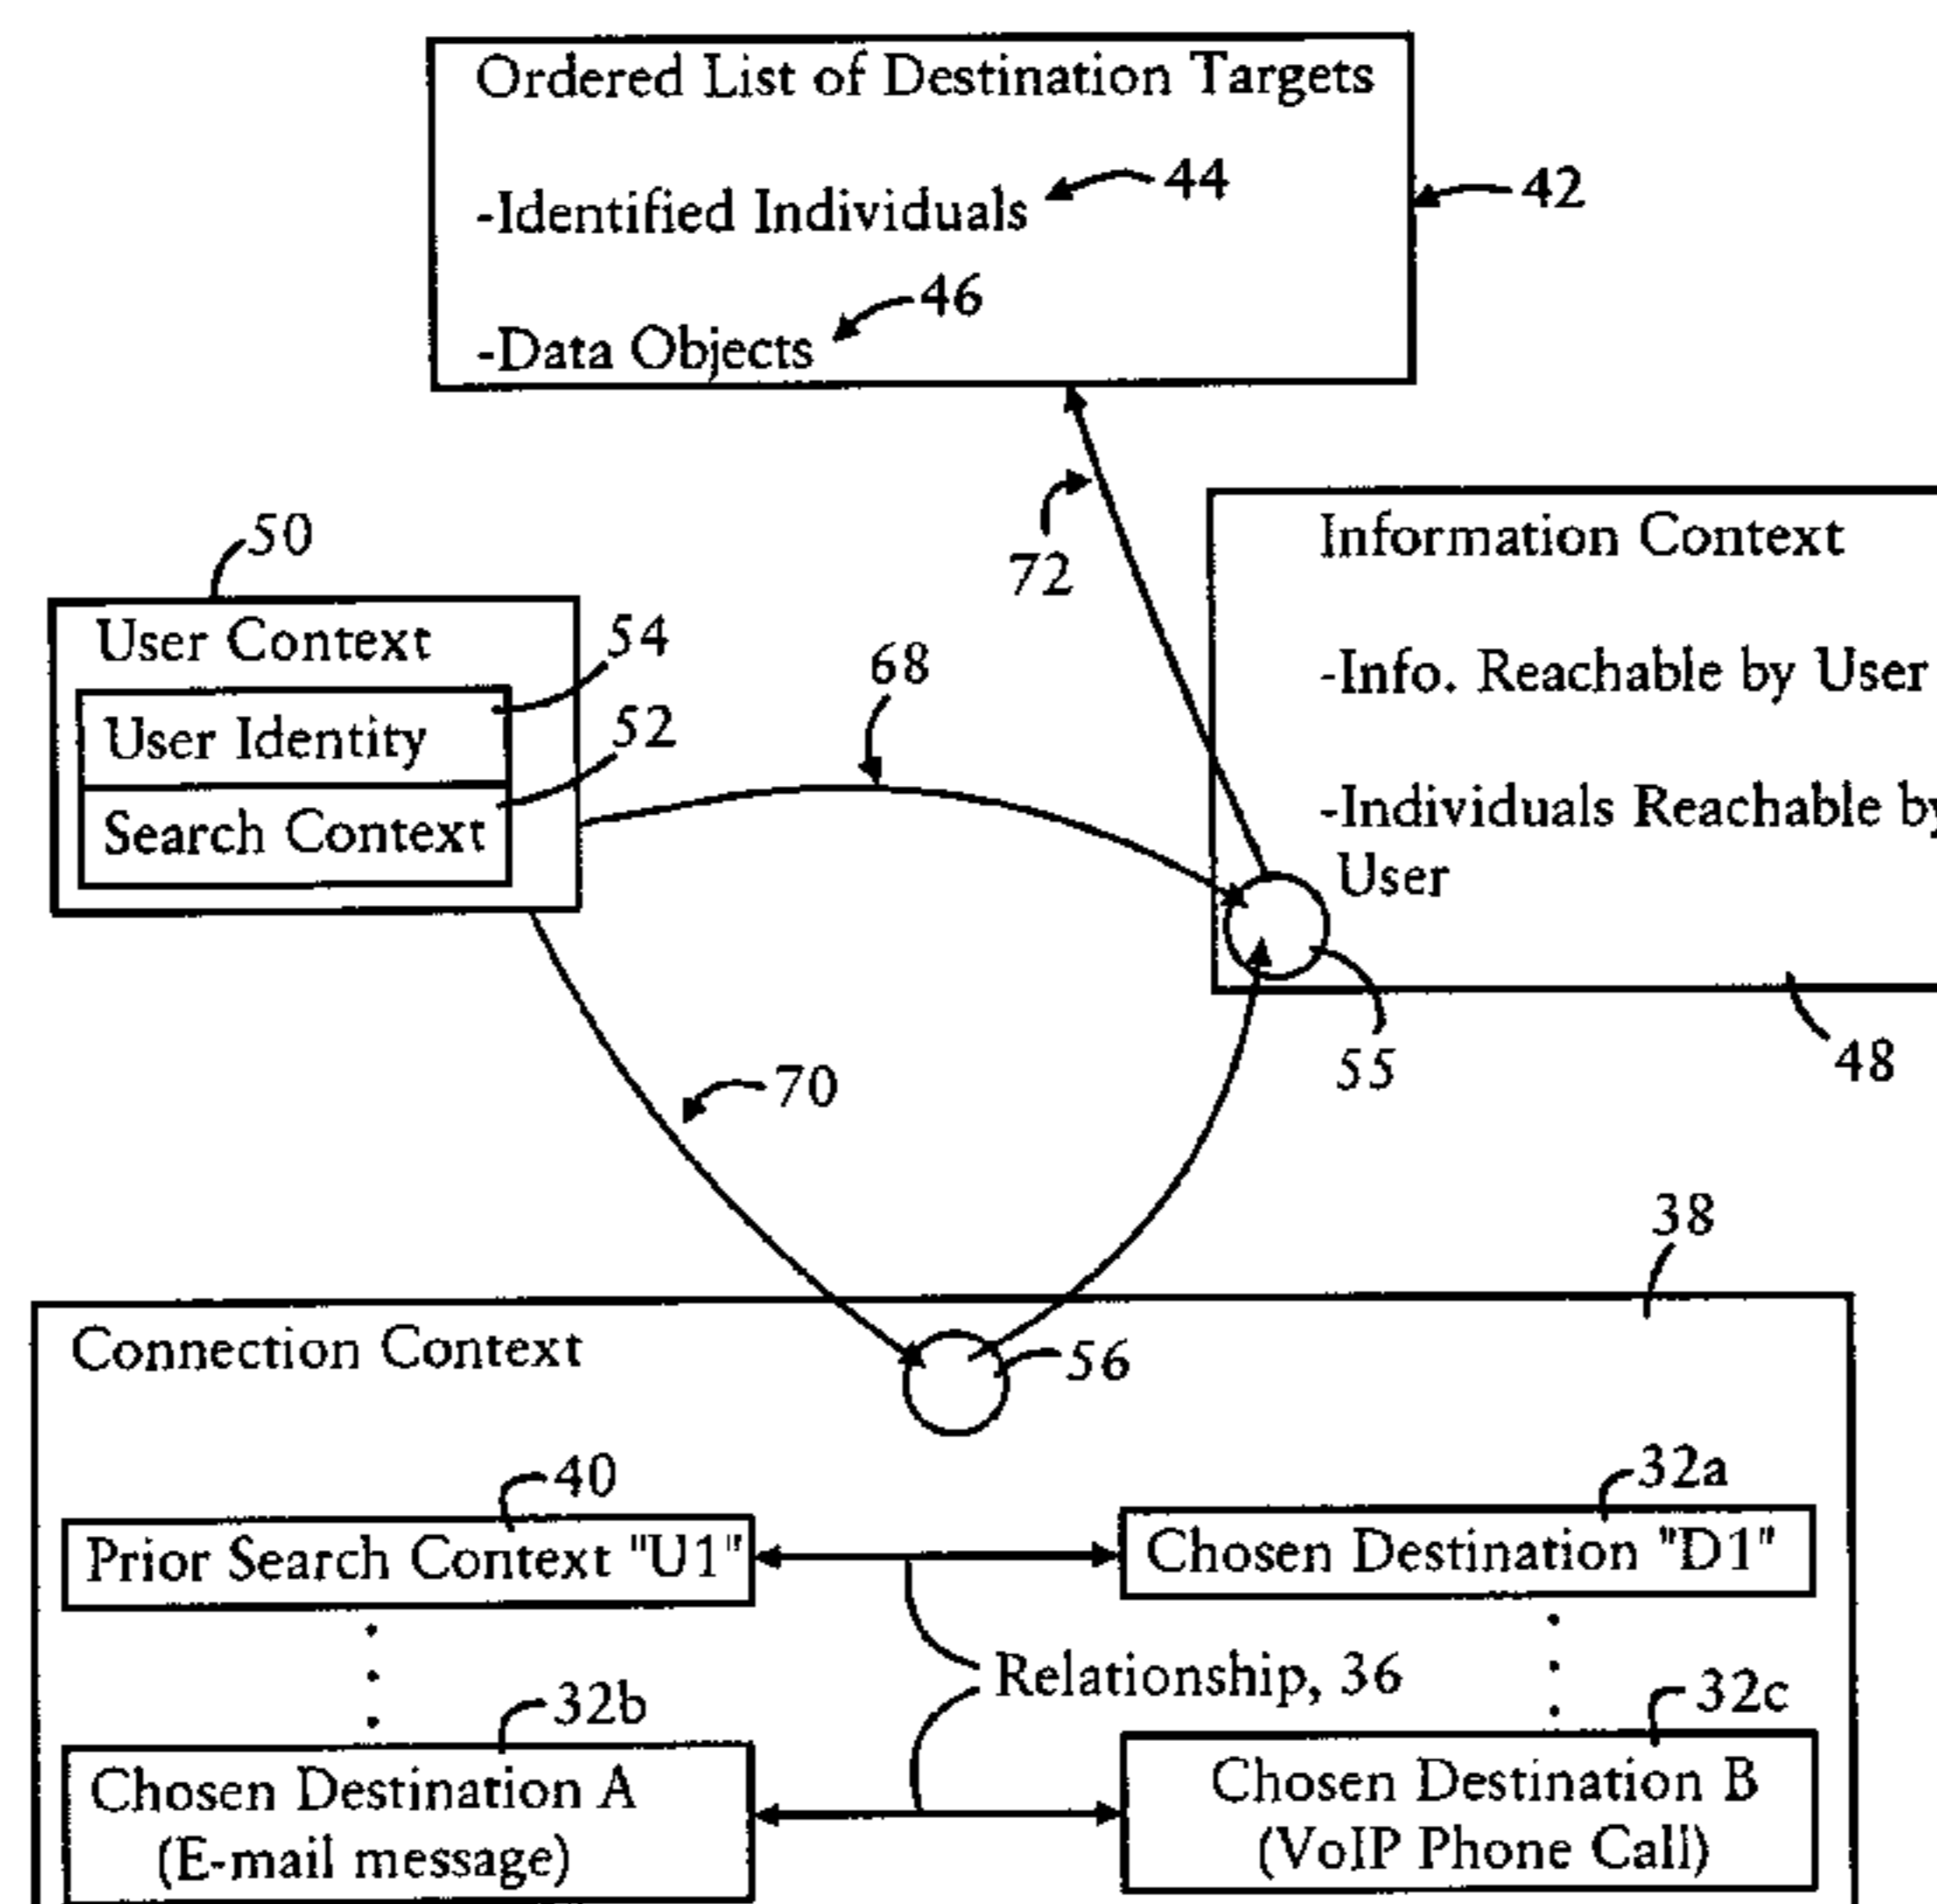 Ordered List of Destination Targets
-Identified Individuals
44
42
-Data Objects
46
50
User Context
54
User Identity
52
Search Context
68
72
Information Context
-Info. Reachable by User
-Individuals Reachable by
User
55
48
70
38
Connection Context
56
40
32a
Prior Search Context "U1"
Chosen Destination "D1"
Relationship, 36
32b
32c
Chosen Destination A
(E-mail message)
Chosen Destination B
(VoIP Phone Call)